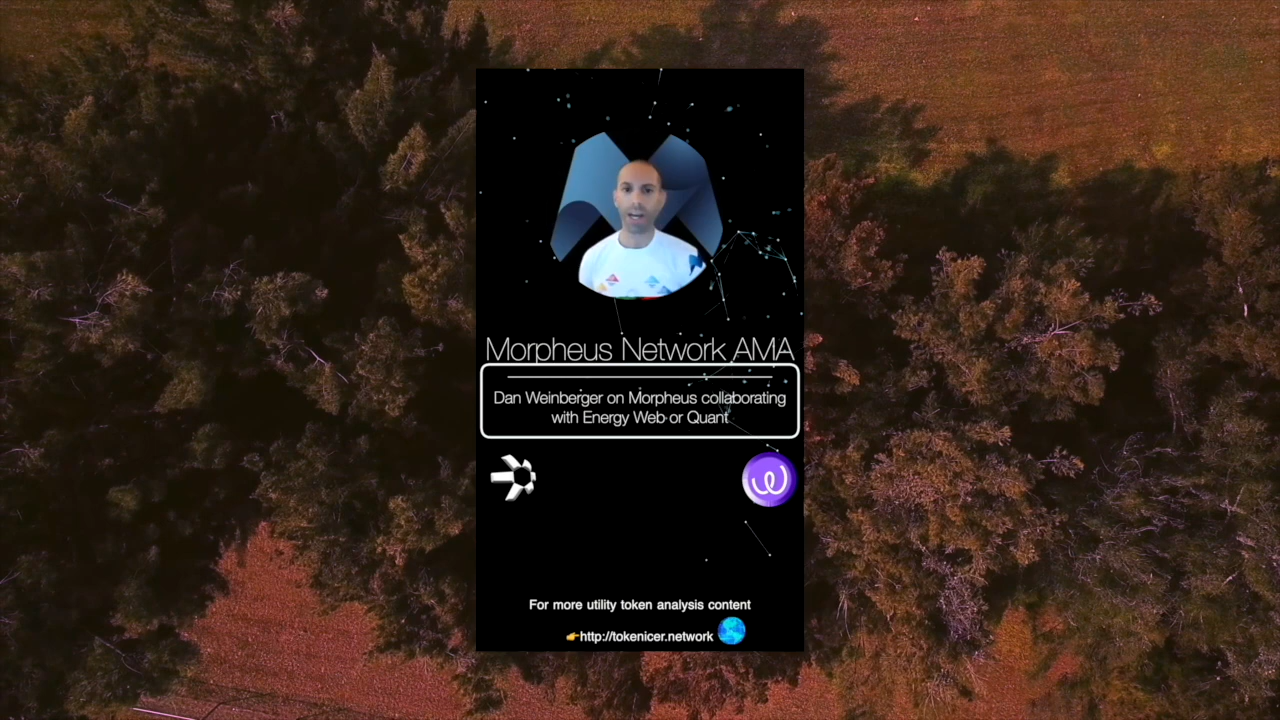 Morpheus Network AMA
Dan Weinberger on Morpheus collaborating
with Energy Web or Quant
For more utility token analysis content
👉http://tokenicer.network